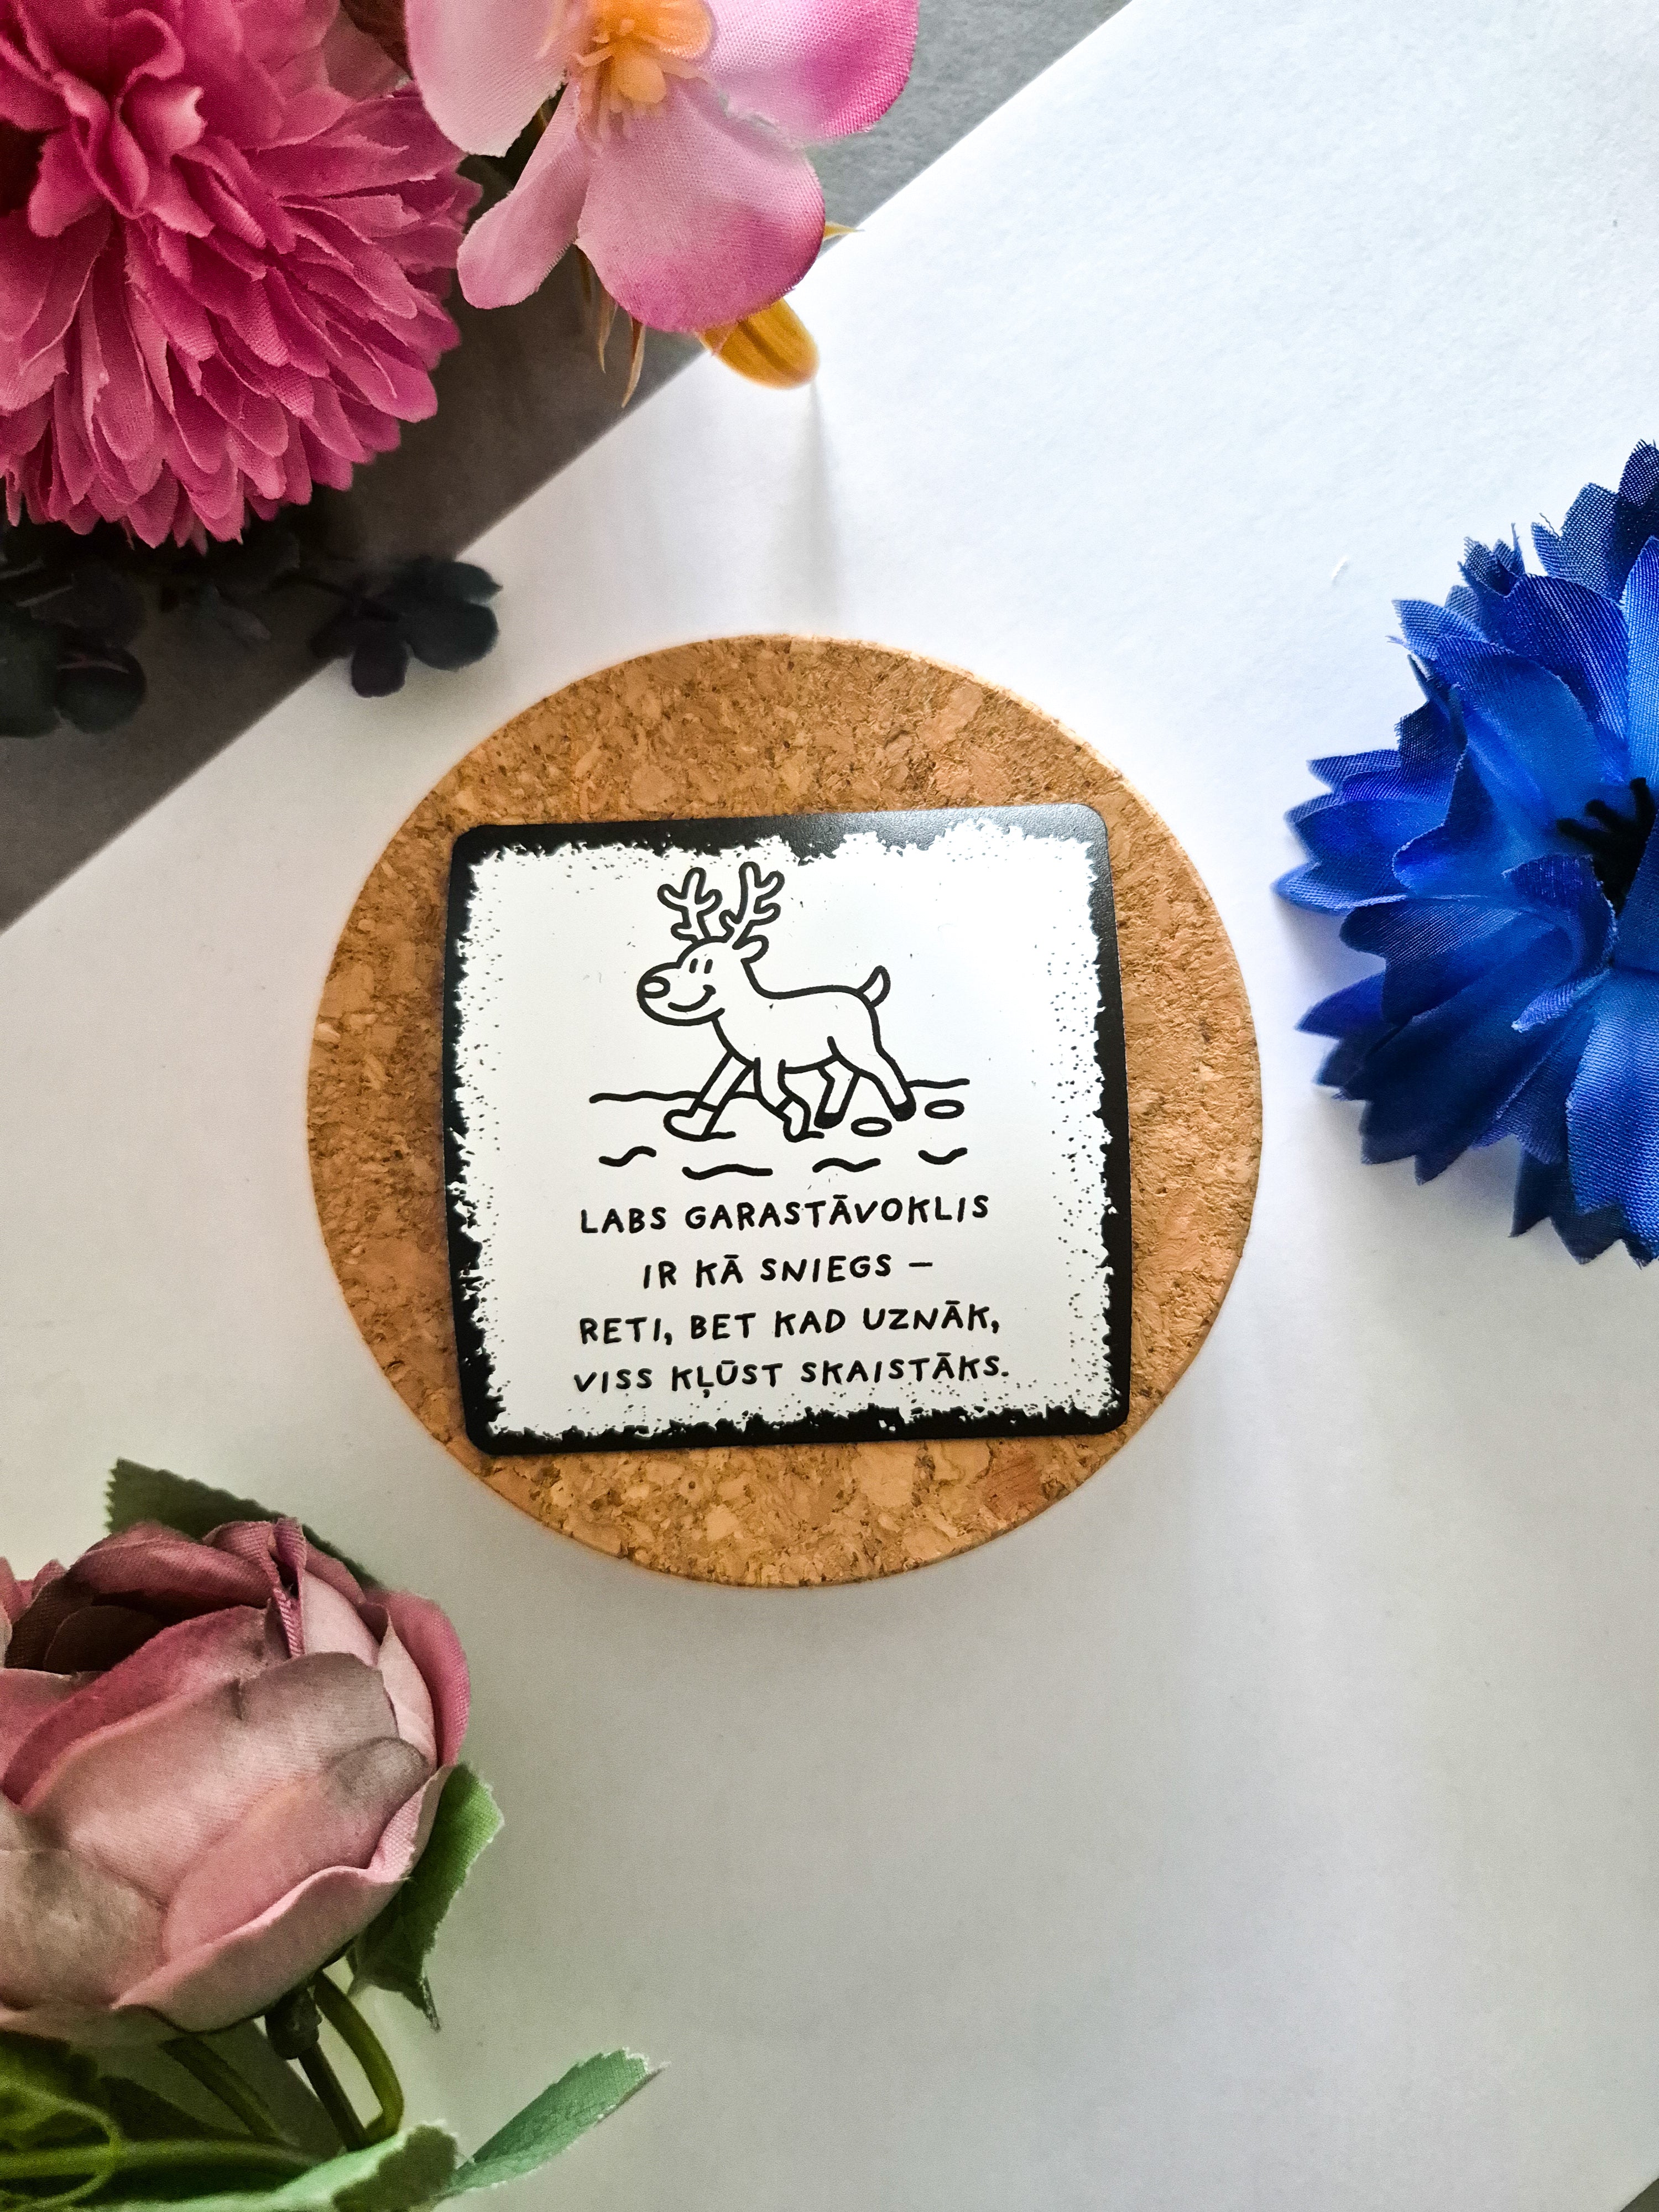 LABS GARASTĀVOKLIS
IR KĀ SNIEGS –
RETI, BET KAD UZNĀK,
VISS KĻŪST SKAISTĀKS.